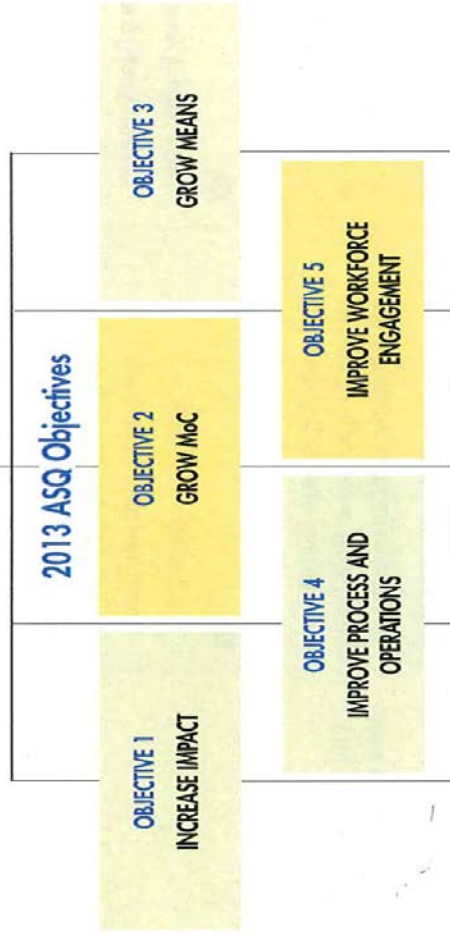 2013 ASQ Objectives
OBJECTIVE 1
INCREASE IMPACT
OBJECTIVE 2
GROW MoC
OBJECTIVE 3
GROW MEANS
OBJECTIVE 4
IMPROVE PROCESS AND
OPERATIONS
OBJECTIVE 5
IMPROVE WORKFORCE
ENGAGEMENT